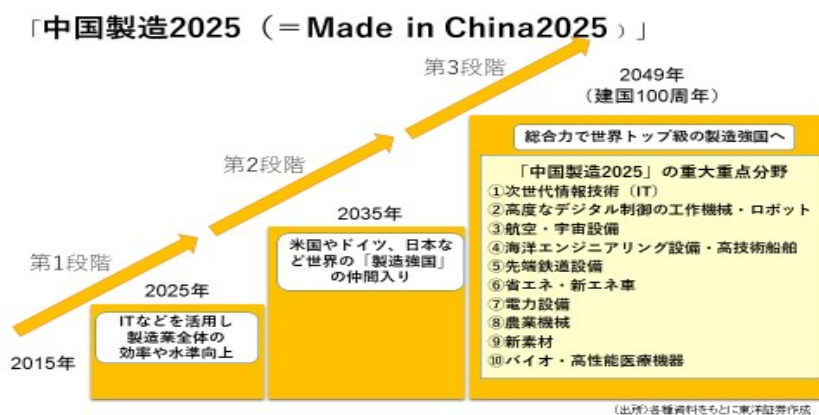 「中国製造2025（＝Made in China2025）」
第1段階
第2段階
第3段階
2015年
2025年
ITなどを活用し
製造業全体の
効率や水準向上
2035年
米国やドイツ、日本な
ど世界の「製造強国」
の仲間入り
2049年
（建国100周年）
総合力で世界トップ級の製造強国へ
「中国製造2025」の重大重点分野
①次世代情報技術（IT）
②高度なデジタル制御の工作機械・ロボット
③航空・宇宙設備
④海洋エンジニアリング設備・高技術船舶
⑤先端鉄道設備
⑥省エネ・新エネ車
⑦電力設備
⑧農業機械
⑨新素材
⑩バイオ・高性能医療機器
（出所）各種資料をもとに東洋証券作成